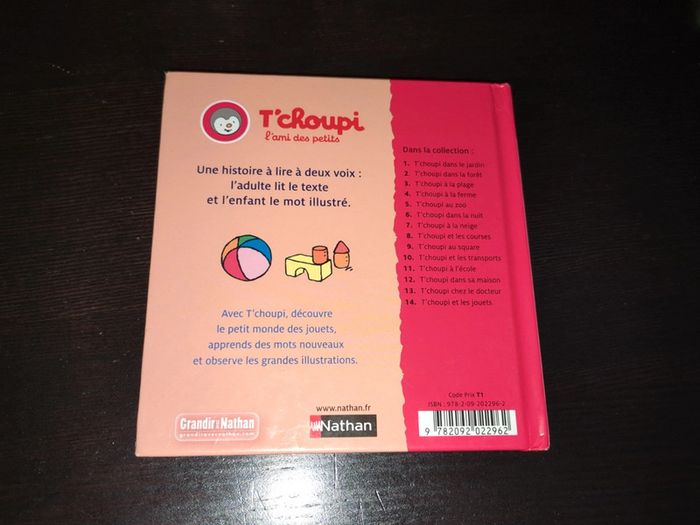 T'choupi
l'ami des petits
Une histoire à lire à deux voix :
l'adulte lit le texte
et l'enfant le mot illustré.
Avec T'choupi, découvre
le petit monde des jouets,
apprends des mots nouveaux
et observe les grandes illustrations.
Grandir avec Nathan
grandiravecnathan.com
www.nathan.fr
Nathan
Dans la collection :
1. T'choupi dans le jardin
2. T'choupi dans la forêt
3. T'choupi à la plage
4. T'choupi à la ferme
5. T'choupi au zoo
6. T'choupi dans la nuit
7. T'choupi à la neige
8. T'choupi et les courses
9. T'choupi au square
10. T'choupi et les transports
11. T'choupi à l'école
12. T'choupi dans sa maison
13. T'choupi chez le docteur
14. T'choupi et les jouets.
Code Prix T1
ISBN : 978-2-09-202296-2
9 782092 022962